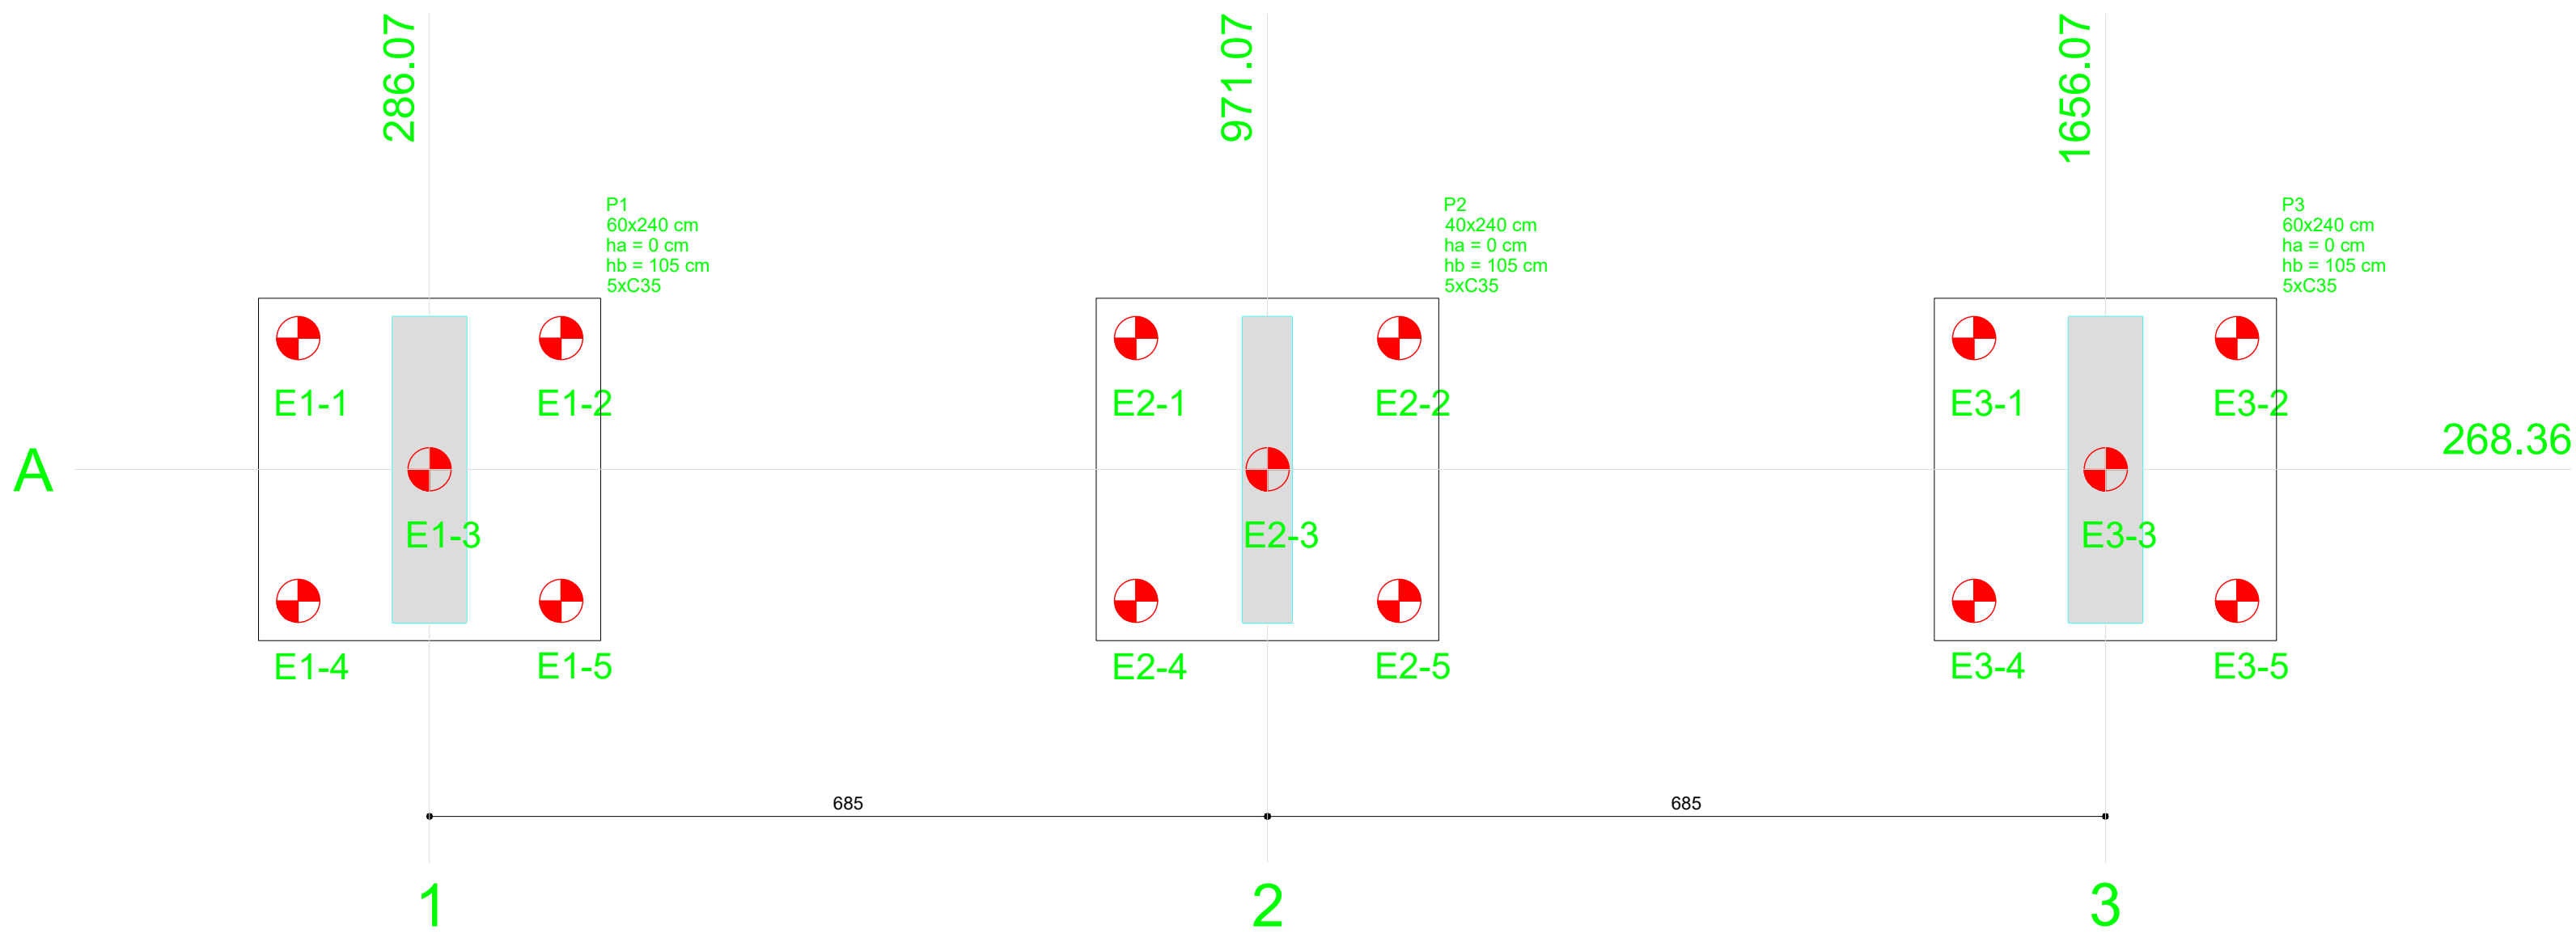 286.07
971.07
1656.07
P1
60x240 cm
ha = 0 cm
hb = 105 cm
5xC35
P2
40x240 cm
ha = 0 cm
hb = 105 cm
5xC35
P3
60x240 cm
ha = 0 cm
hb = 105 cm
5xC35
E1-1
E1-2
E2-1
E2-2
E3-1
E3-2
A
268.36
E1-3
E2-3
E3-3
E1-4
E1-5
E2-4
E2-5
E3-4
E3-5
685
685
1
2
3